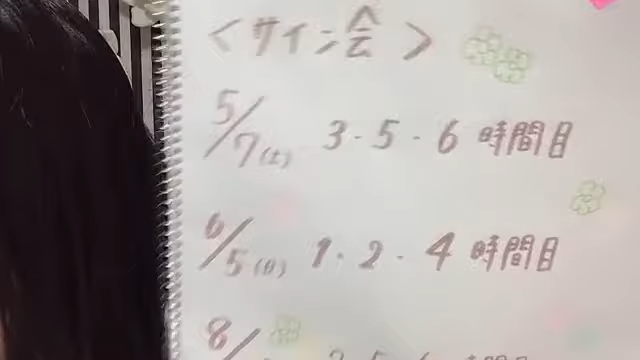 <サイン会>
5/7(土) 3・5・6 時間目
6/5(日) 1・2・4 時間目
8/